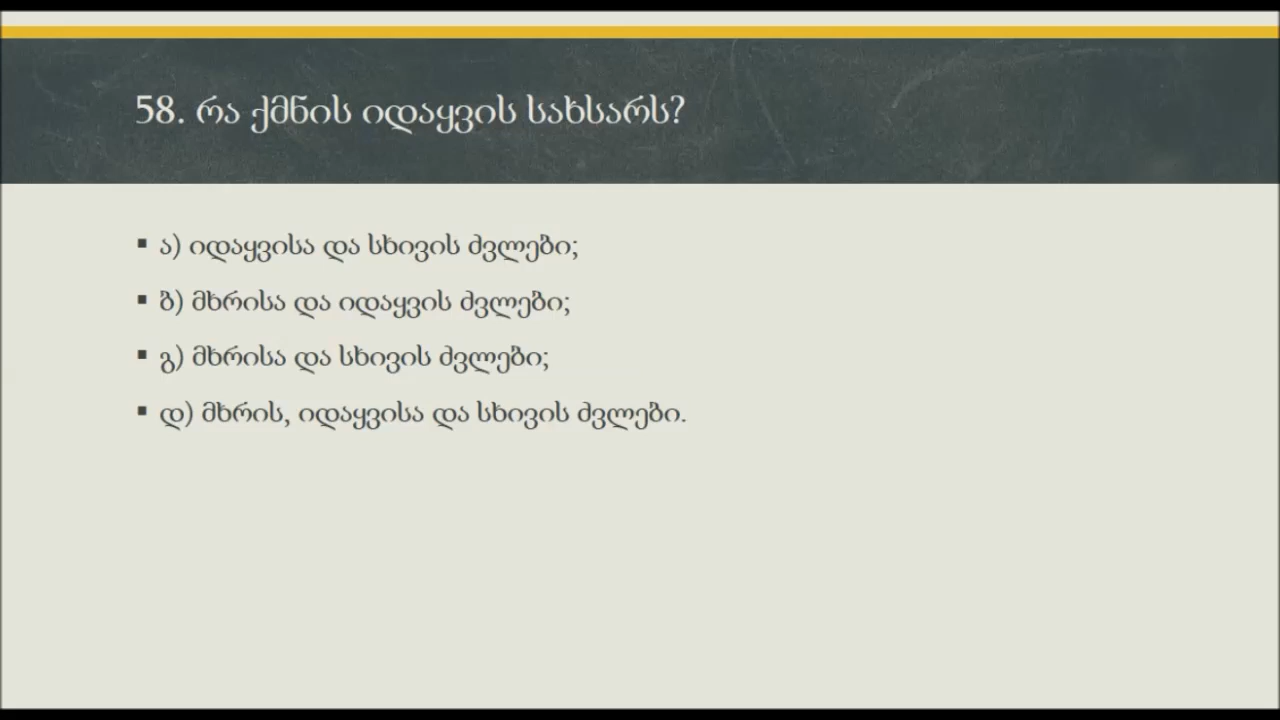 58. რა ქმნის იდაყვის სახსარს?
▪ ა) იდაყვისა და სხივის ძვლები;
▪ ბ) მხრისა და იდაყვის ძვლები;
▪ გ) მხრისა და სხივის ძვლები;
▪ დ) მხრის, იდაყვისა და სხივის ძვლები.